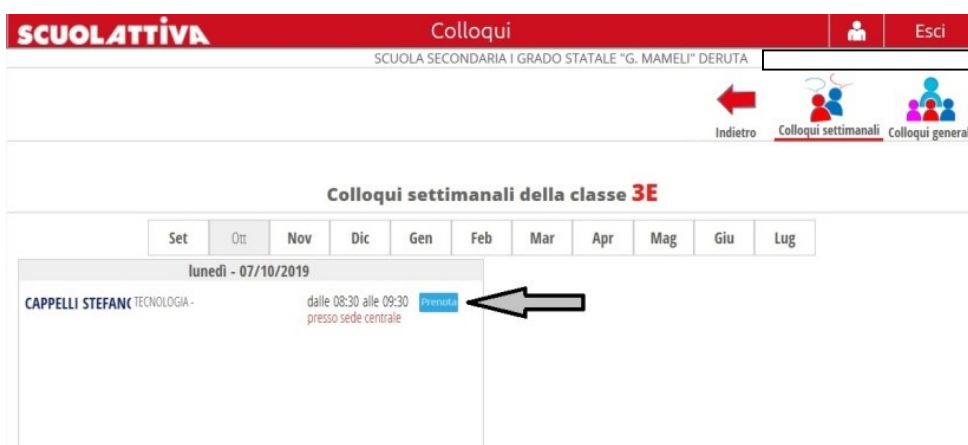 SCUOLATTIVA Colloqui Esci
SCUOLA SECONDARIA I GRADO STATALE "G. MAMELI" DERUTA
Indietro Colloqui settimanali Colloqui general
Colloqui settimanali della classe 3E
Set Ott Nov Dic Gen Feb Mar Apr Mag Giu Lug
lunedì - 07/10/2019
CAPPELLI STEFANO TECNOLOGIA - dalle 08:30 alle 09:30 Prenota
presso sede centrale